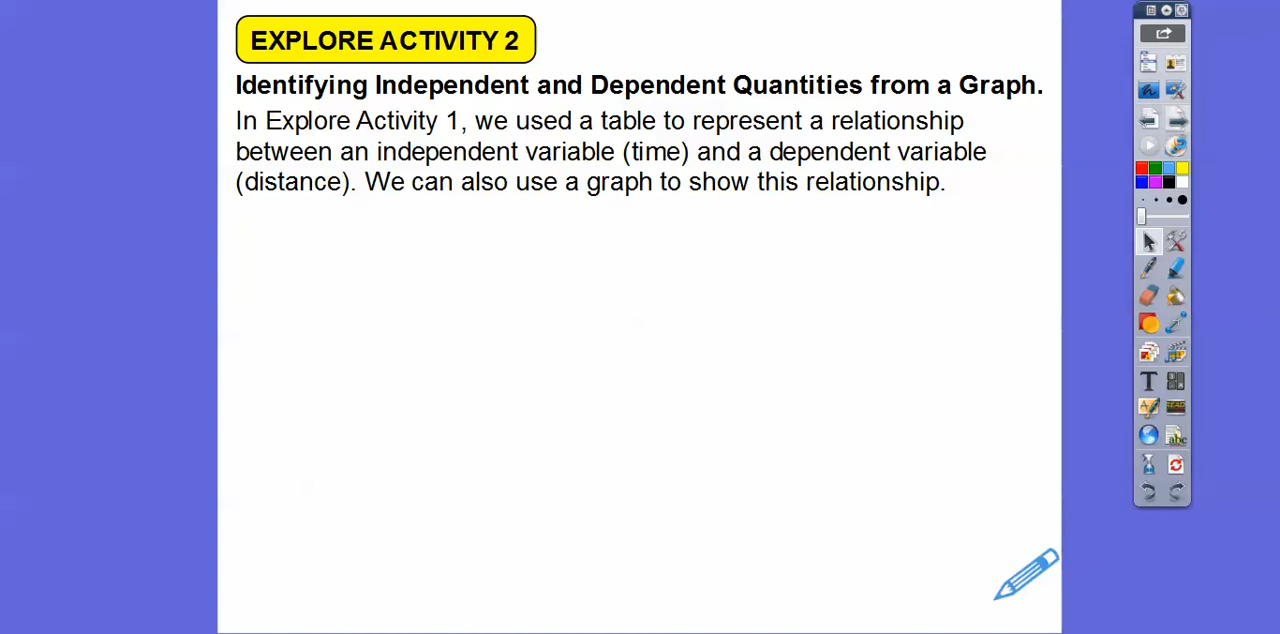 EXPLORE ACTIVITY 2
Identifying Independent and Dependent Quantities from a Graph.
In Explore Activity 1, we used a table to represent a relationship
between an independent variable (time) and a dependent variable
(distance). We can also use a graph to show this relationship.
T
abc